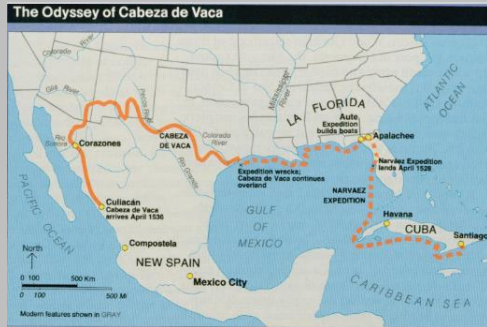 The Odyssey of Cabeza de Vaca
Colorado
River
Gila River
Pecos River
Mississippi
River
Colorado
River
Rio
Sonora
Corazones
CABEZA
DE VACA
Rio Grande
LA FLORIDA
Aute
Expedition
builds boats
Apalachee
ATLANTIC
OCEAN
Expedition wrecks;
Cabeza de Vaca continues
overland
Narváez Expedition
lands April 1528
NARVAEZ
EXPEDITION
Culiacán
Cabeza de Vaca
arrives April 1536
GULF
OF
MEXICO
Havana
CUBA
Santiago
PACIFIC OCEAN
Compostela
NEW SPAIN
Mexico City
CARIBBEAN SEA
North
0 100 500 Km
0 100 500 Mi
Modern features shown in GRAY